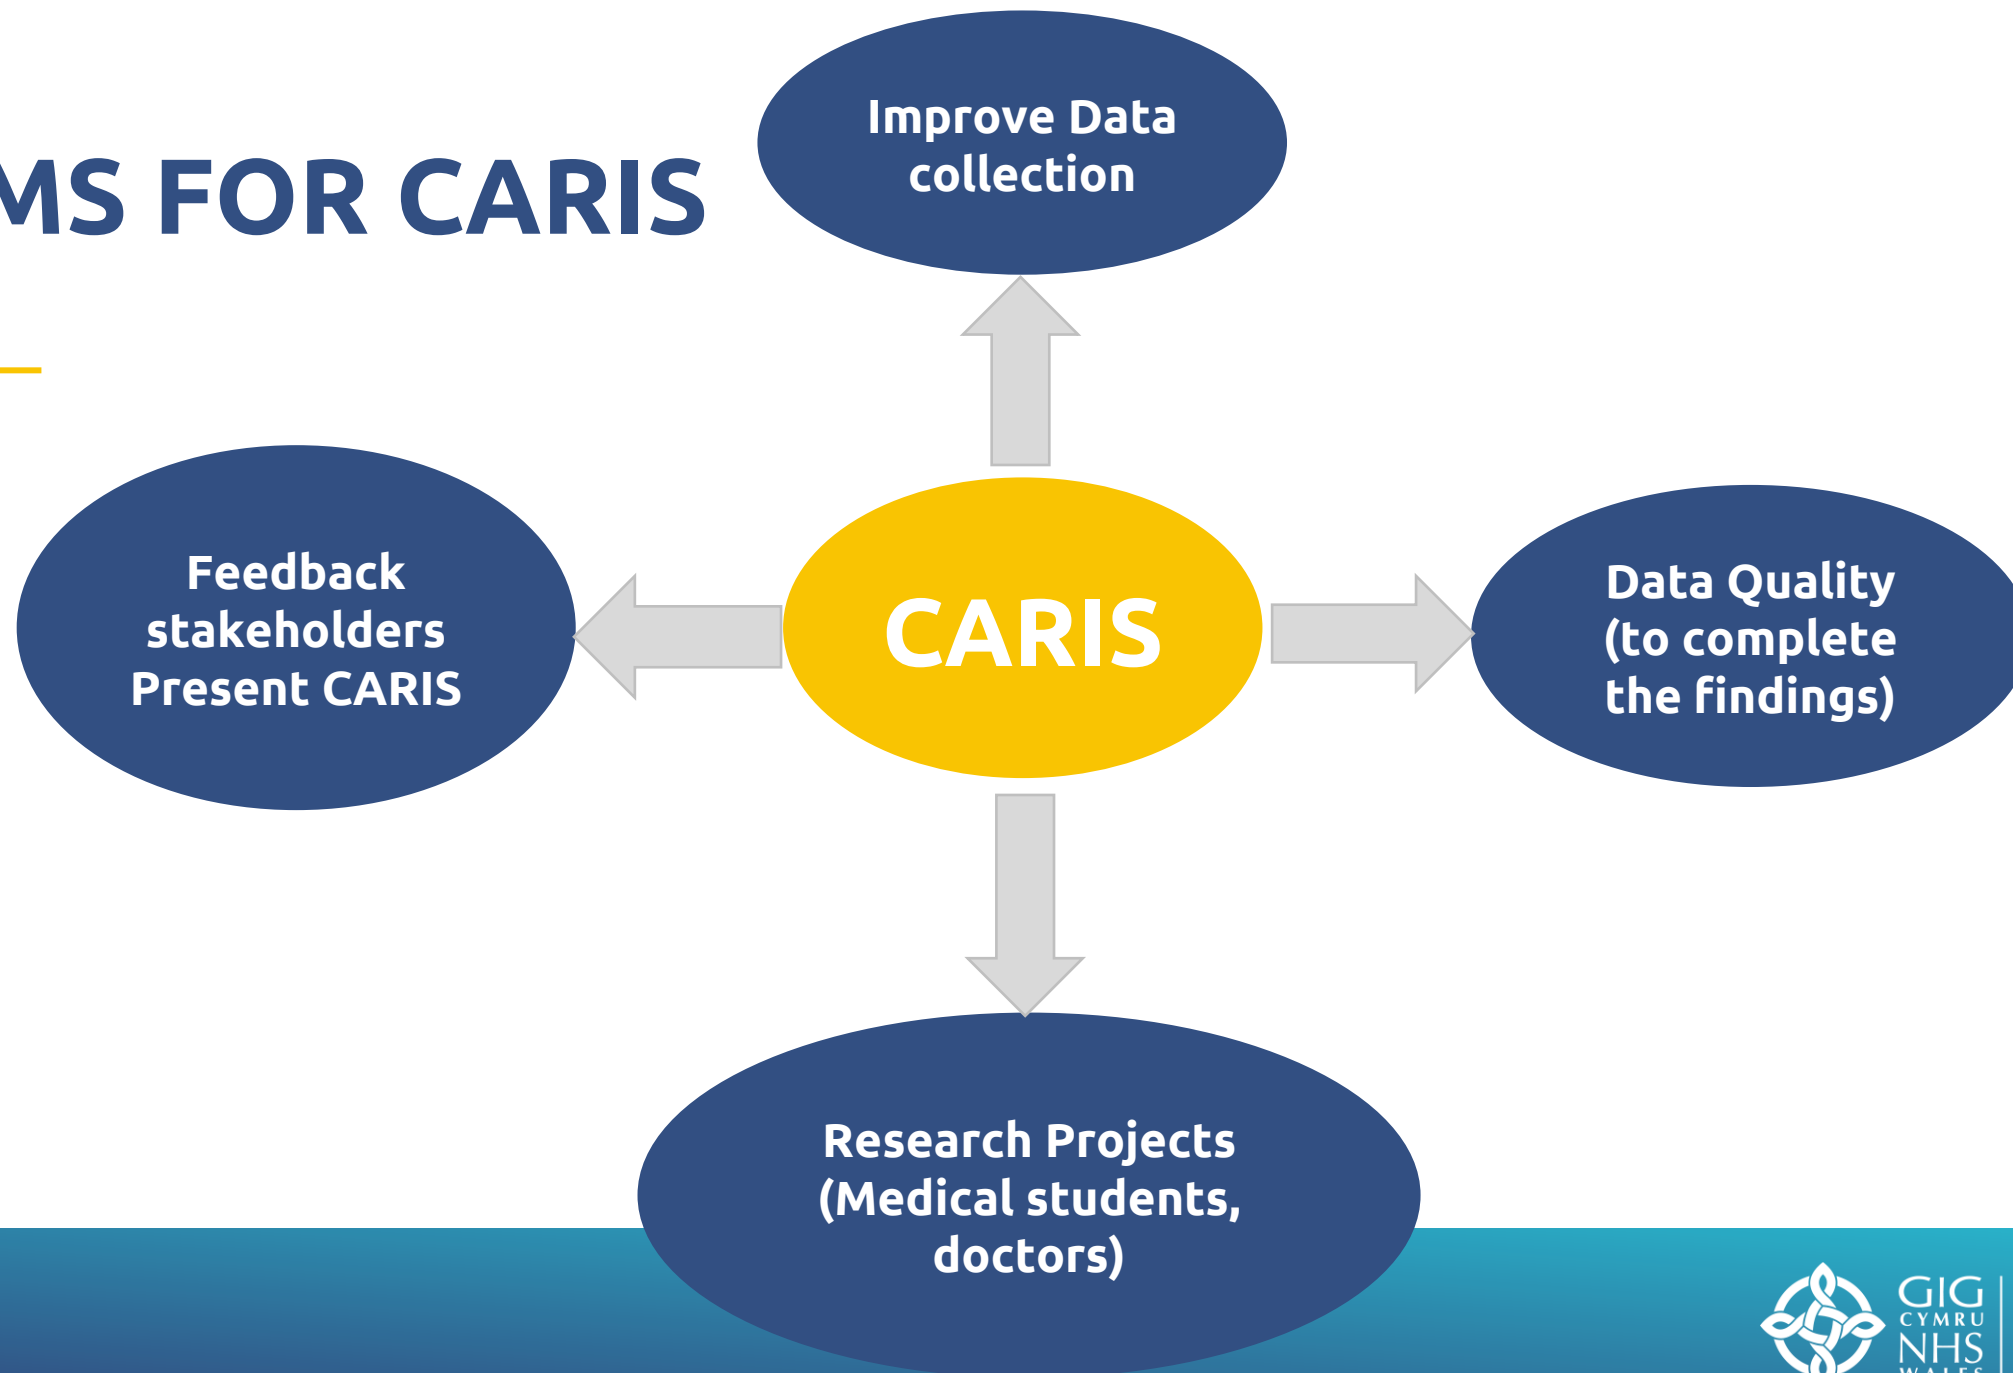 MS FOR CARIS
Improve Data
collection
Feedback
stakeholders
Present CARIS
CARIS
Data Quality
(to complete
the findings)
Research Projects
(Medical students,
doctors)
GIG
CYMRU
NHS
WALES